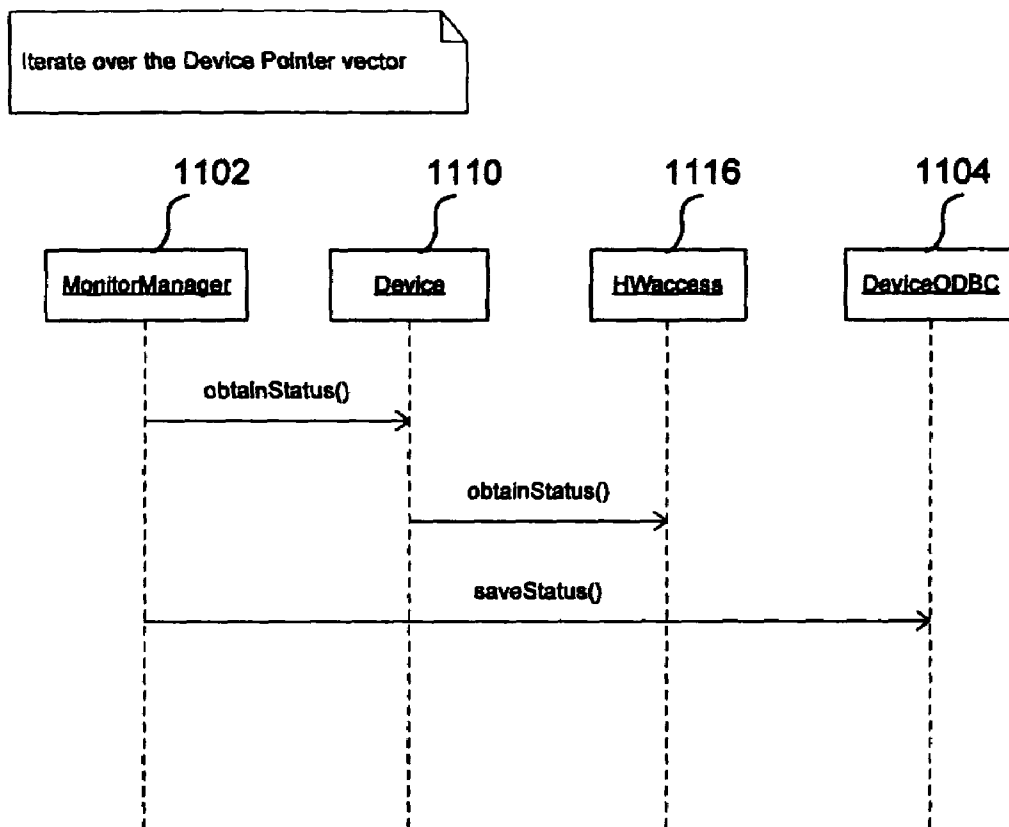 Iterate over the Device Pointer vector
1102 1110 1116 1104
MonitorManager Device HWaccess DeviceODBC
obtainStatus()
obtainStatus()
saveStatus()